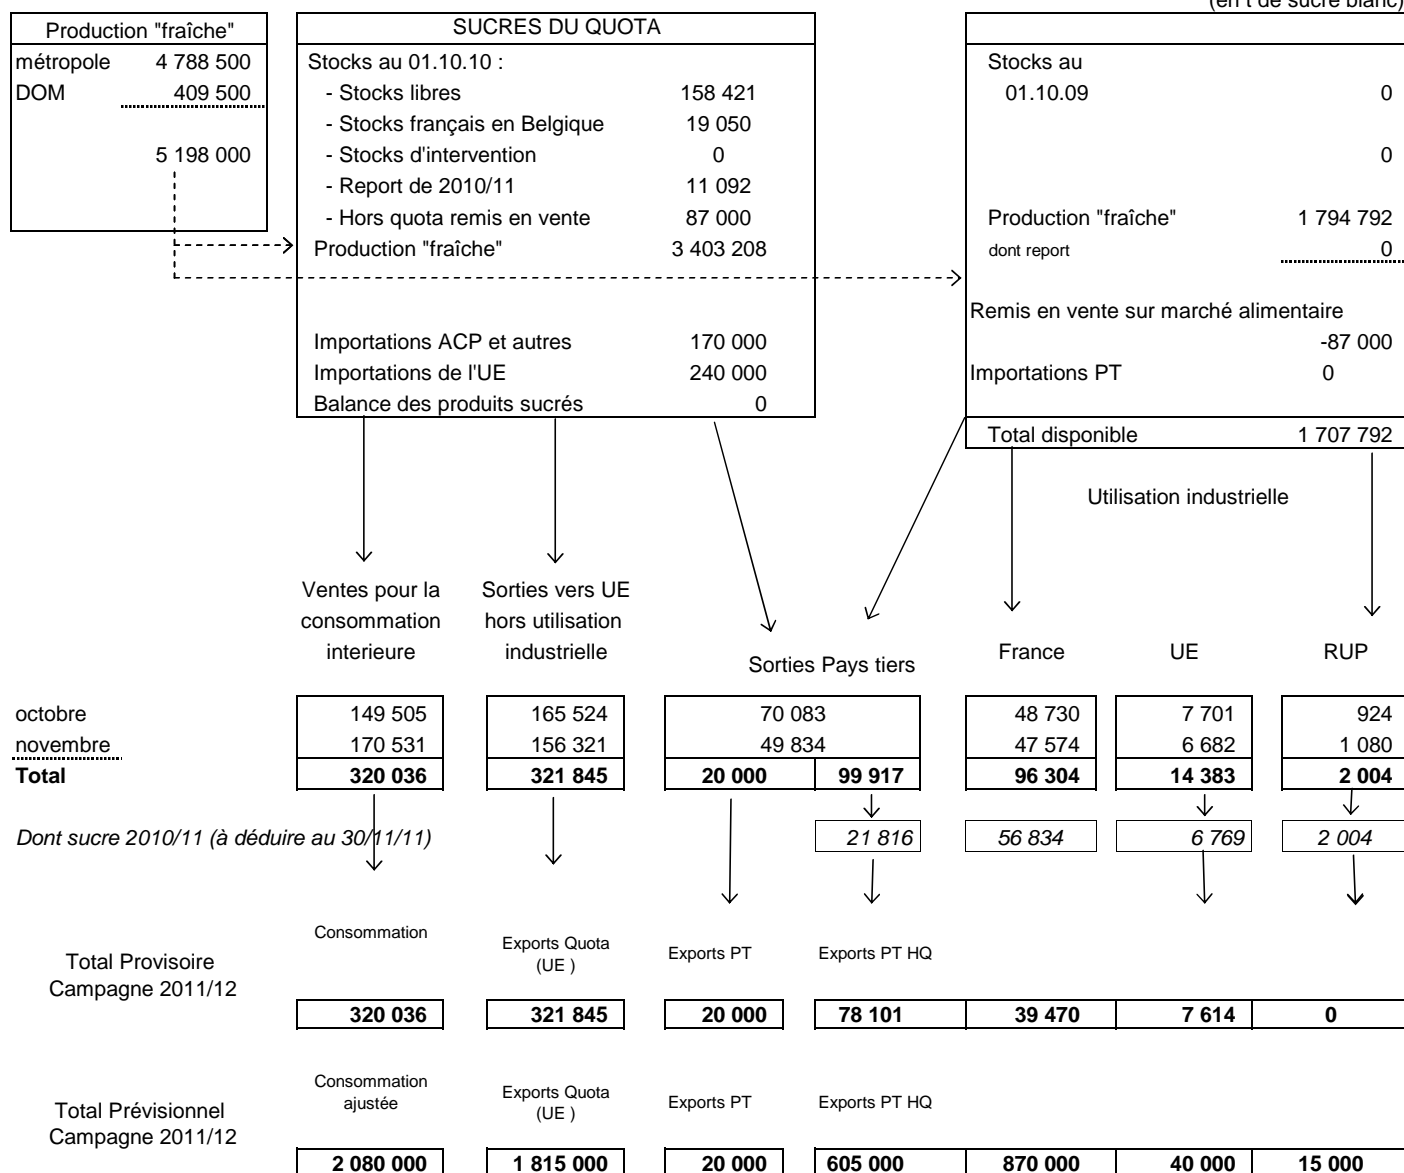 (en t de sucre blanc)
Production "fraîche"
métropole 4 788 500
DOM 409 500
5 198 000
SUCRES DU QUOTA
Stocks au 01.10.10 :
- Stocks libres 158 421
- Stocks français en Belgique 19 050
- Stocks d'intervention 0
- Report de 2010/11 11 092
- Hors quota remis en vente 87 000
Production "fraîche" 3 403 208
Importations ACP et autres 170 000
Importations de l'UE 240 000
Balance des produits sucrés 0
Stocks au
01.10.09 0
0
Production "fraîche" 1 794 792
dont report 0
Remis en vente sur marché alimentaire
-87 000
Importations PT 0
Total disponible 1 707 792
Utilisation industrielle
Ventes pour la
consommation
interieure
Sorties vers UE
hors utilisation
industrielle
Sorties Pays tiers
France UE RUP
octobre 149 505 165 524 70 083 48 730 7 701 924
novembre 170 531 156 321 49 834 47 574 6 682 1 080
Total 320 036 321 845 20 000 99 917 96 304 14 383 2 004
Dont sucre 2010/11 (à déduire au 30/11/11) 21 816 56 834 6 769 2 004
Total Provisoire
Campagne 2011/12
Consommation
Exports Quota
(UE )
Exports PT
Exports PT HQ
320 036 321 845 20 000 78 101 39 470 7 614 0
Total Prévisionnel
Campagne 2011/12
Consommation
ajustée
Exports Quota
(UE )
Exports PT
Exports PT HQ
2 080 000 1 815 000 20 000 605 000 870 000 40 000 15 000